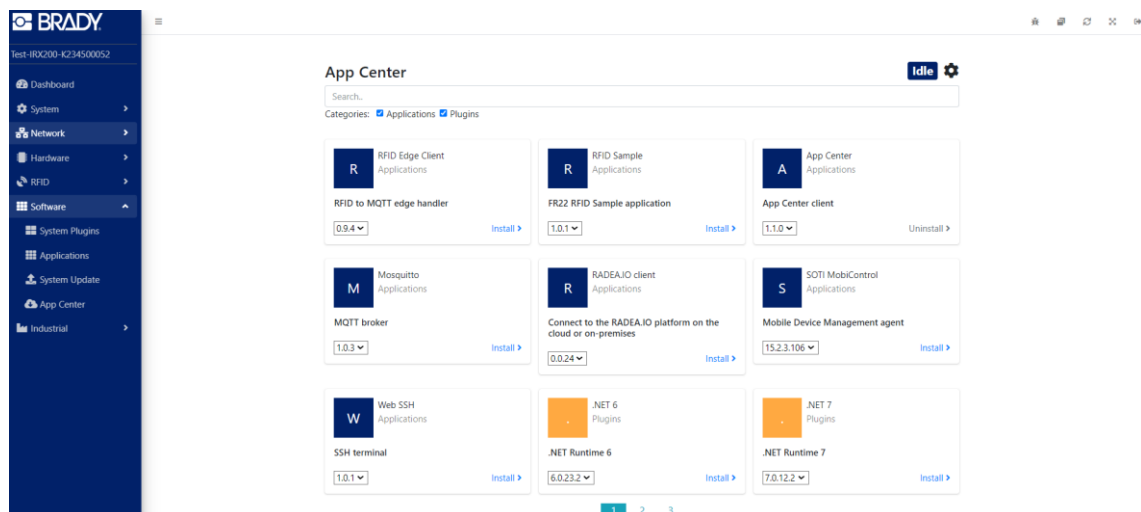 BRADY
Test-IRX200-K234500052
Dashboard
System
Network
Hardware
RFID
Software
System Plugins
Applications
System Update
App Center
Industrial
App Center
Idle
Search..
Categories: Applications Plugins
R
RFID Edge Client
Applications
RFID to MQTT edge handler
0.9.4
Install
R
RFID Sample
Applications
FR22 RFID Sample application
1.0.1
Install
A
App Center
Applications
App Center client
1.1.0
Uninstall
M
Mosquitto
Applications
MQTT broker
1.0.3
Install
R
RADEA.IO client
Applications
Connect to the RADEA.IO platform on the
cloud or on-premises
0.0.24
Install
S
SOTI MobiControl
Applications
Mobile Device Management agent
15.2.3.106
Install
W
Web SSH
Applications
SSH terminal
1.0.1
Install
.
.NET 6
Plugins
.NET Runtime 6
6.0.23.2
Install
.
.NET 7
Plugins
.NET Runtime 7
7.0.12.2
Install
1 2 3